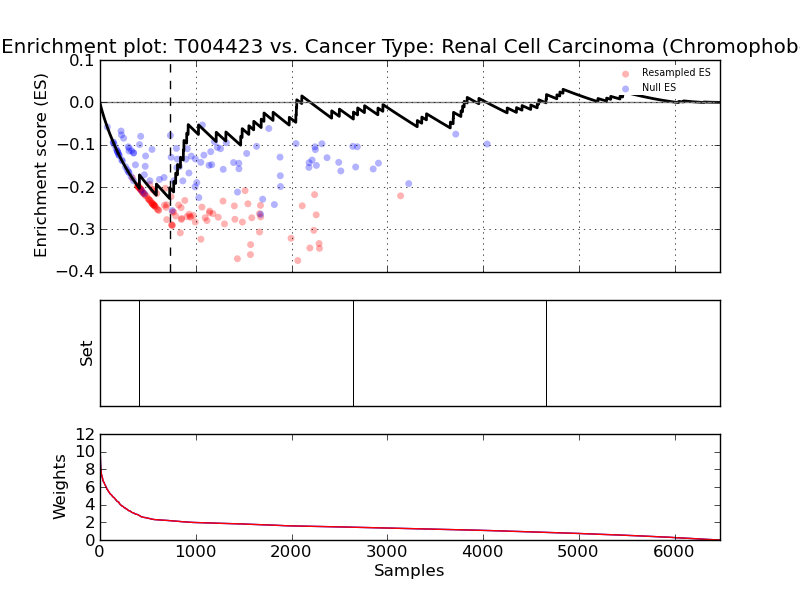 Enrichment plot: T004423 vs. Cancer Type: Renal Cell Carcinoma (Chromophob
Enrichment score (ES)
0.1
0.0
−0.1
−0.2
−0.3
−0.4
Resampled ES
Null ES
Set
Weights
12
10
8
6
4
2
0
0 1000 2000 3000 4000 5000 6000
Samples